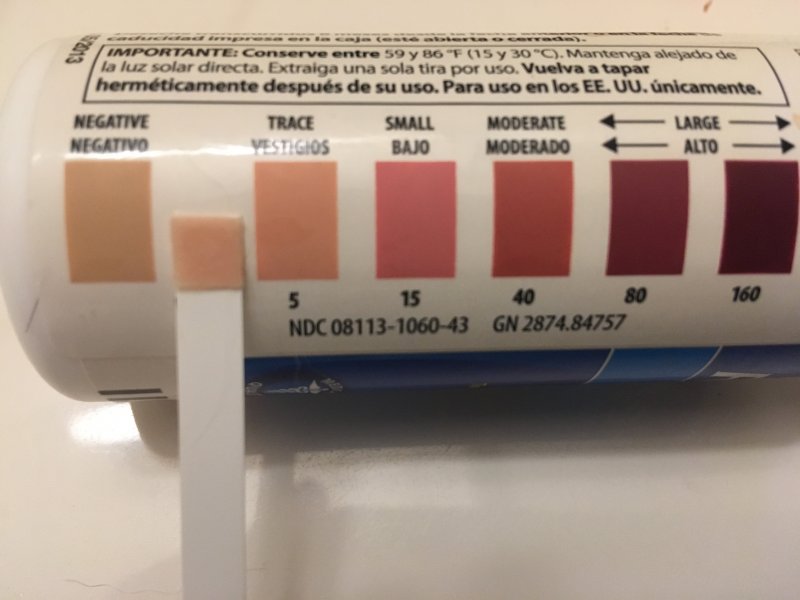 caducidad impresa en la caja (esté abierta o cerrada).
IMPORTANTE: Conserve entre 59 y 86 °F (15 y 30 °C). Mantenga alejado de
la luz solar directa. Extraiga una sola tira por uso. Vuelva a tapar
herméticamente después de su uso. Para uso en los EE. UU. únicamente.
NEGATIVE TRACE SMALL MODERATE LARGE
NEGATIVO VESTIGIOS BAJO MODERADO ALTO
5 15 40 80 160
NDC 08113-1060-43 GN 2874.84757